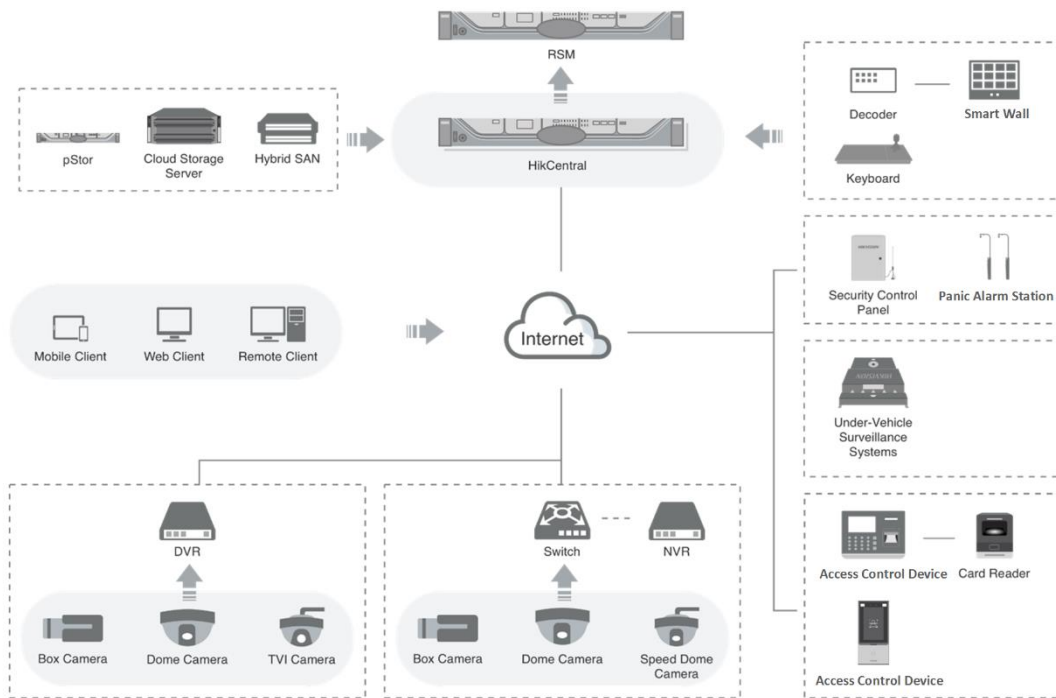 RSM
pStor
Cloud Storage
Server
Hybrid SAN
HikCentral
Decoder
Smart Wall
Keyboard
Security Control
Panel
Panic Alarm Station
Mobile Client
Web Client
Remote Client
Internet
Under-Vehicle
Surveillance
Systems
DVR
Switch
NVR
Box Camera
Dome Camera
TVI Camera
Box Camera
Dome Camera
Speed Dome
Camera
Access Control Device
Card Reader
Access Control Device